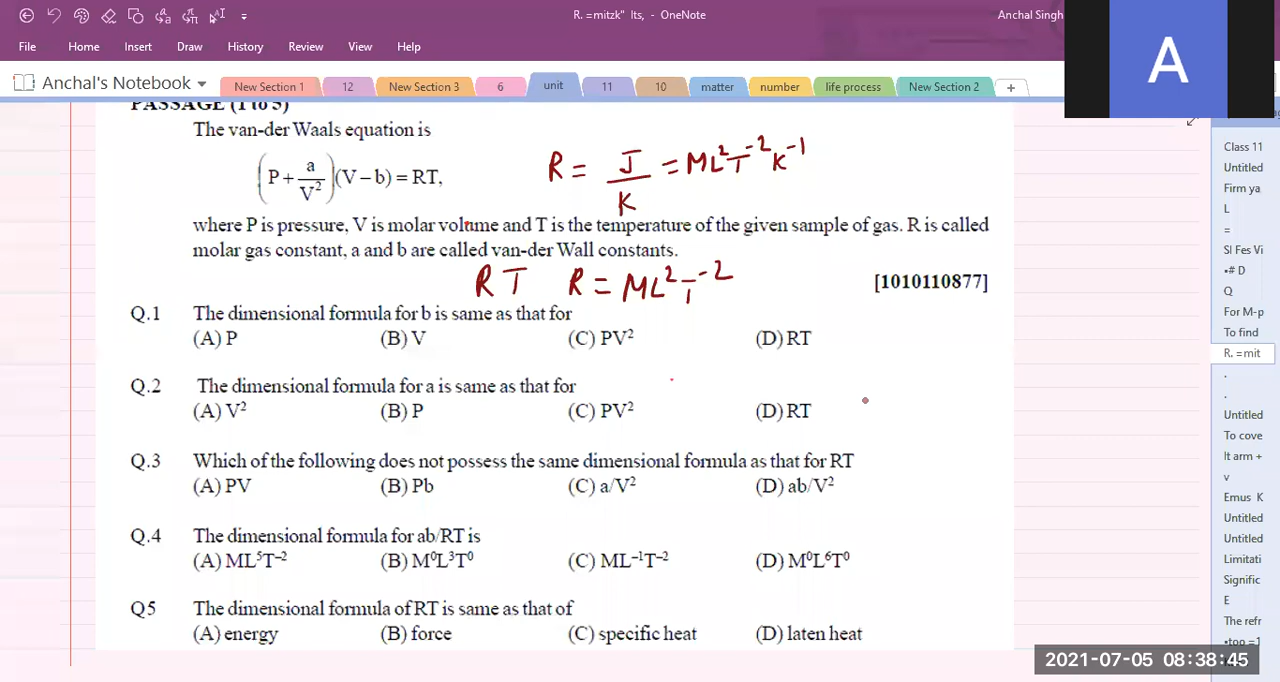 R. =mitzk" Its, - OneNote
Anchal Singh
File Home Insert Draw History Review View Help
A
Anchal's Notebook New Section 1 12 New Section 3 6 unit 11 10 matter number life process New Section 2 +
PASSAGE (1 to 5)
The van-der Waals equation is
(P + a/V²)(V − b) = RT,
R = J/K = ML²T⁻²K⁻¹
where P is pressure, V is molar volume and T is the temperature of the given sample of gas. R is called
molar gas constant, a and b are called van-der Wall constants.
RT R = ML²T⁻²
[1010110877]
Q.1 The dimensional formula for b is same as that for
(A) P (B) V (C) PV² (D) RT
Q.2 The dimensional formula for a is same as that for
(A) V² (B) P (C) PV² (D) RT
Q.3 Which of the following does not possess the same dimensional formula as that for RT
(A) PV (B) Pb (C) a/V² (D) ab/V²
Q.4 The dimensional formula for ab/RT is
(A) ML⁵T⁻² (B) M⁰L³T⁰ (C) ML⁻¹T⁻² (D) M⁰L⁶T⁰
Q5 The dimensional formula of RT is same as that of
(A) energy (B) force (C) specific heat (D) laten heat
Class 11
Untitled
Firm ya
L
=
Sl Fes Vi
•# D
Q
For M-p
To find
R. =mit
.
.
Untitled
To cove
It arm +
v
Emus K
Untitled
Untitled
Limitati
Signific
E
The refr
•too =1
2021-07-05 08:38:45